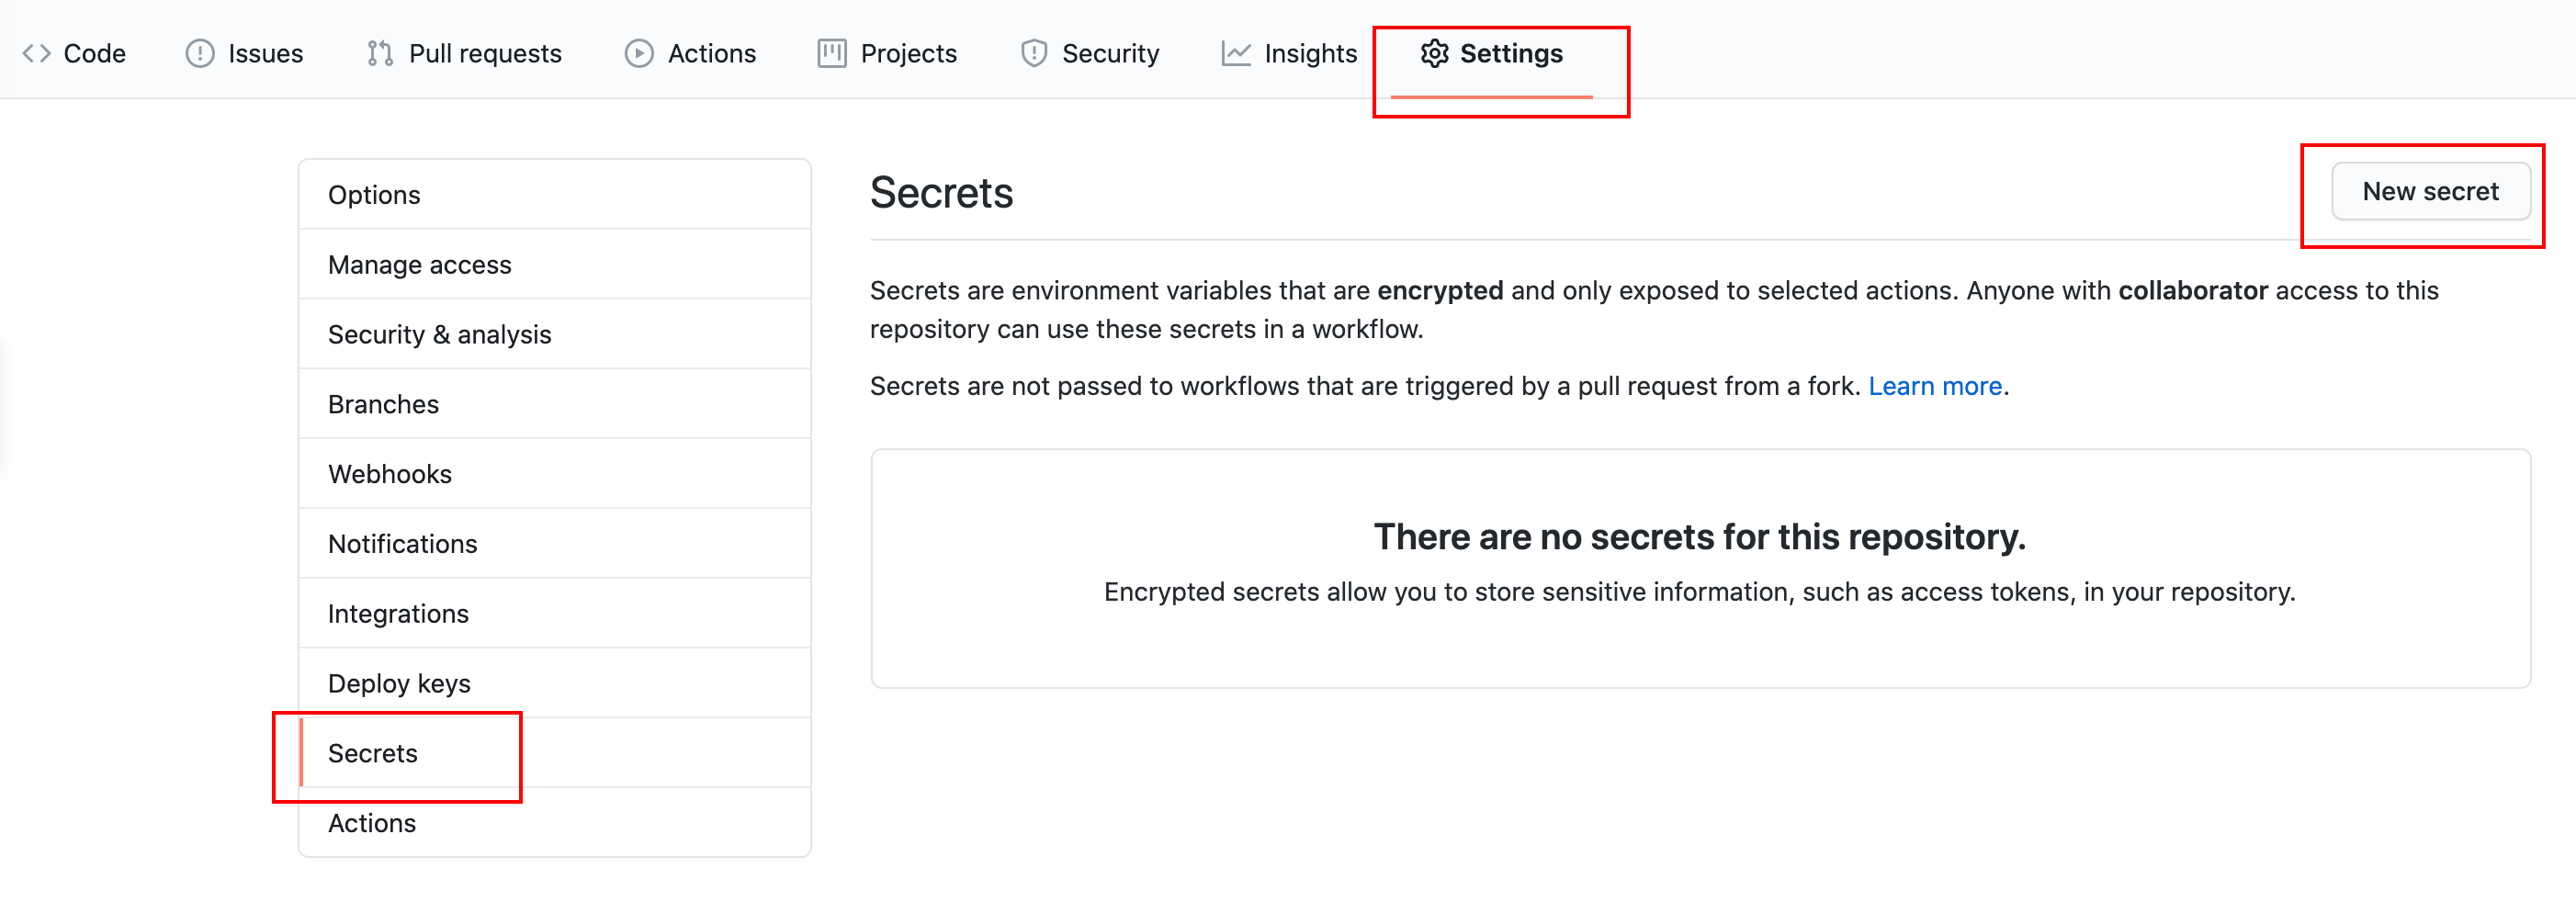 Code Issues Pull requests Actions Projects Security Insights Settings
Options
Manage access
Security & analysis
Branches
Webhooks
Notifications
Integrations
Deploy keys
Secrets
Actions
Secrets
New secret
Secrets are environment variables that are encrypted and only exposed to selected actions. Anyone with collaborator access to this
repository can use these secrets in a workflow.
Secrets are not passed to workflows that are triggered by a pull request from a fork. Learn more.
There are no secrets for this repository.
Encrypted secrets allow you to store sensitive information, such as access tokens, in your repository.